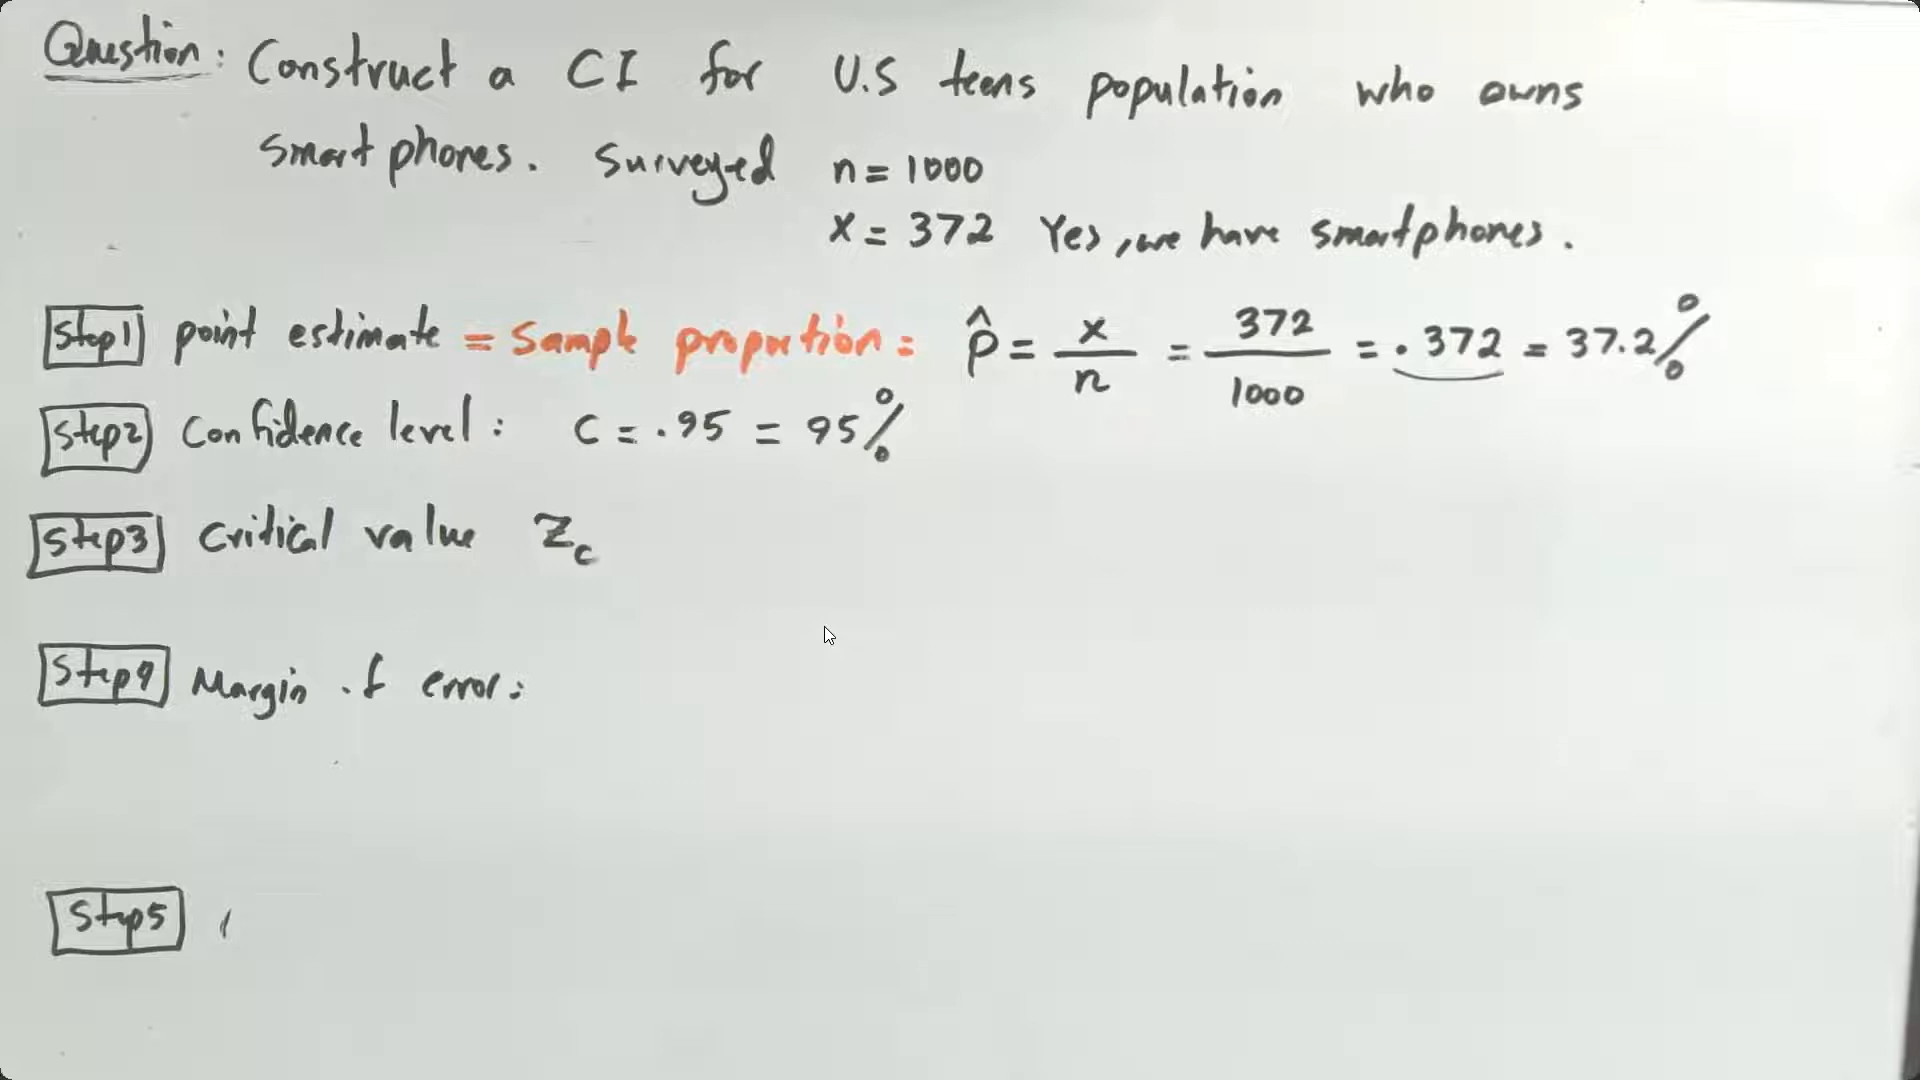 Question: Construct a CI for U.S teens population who owns
smartphones. Surveyed n = 1000
x = 372 Yes, we have smartphones.
Step1 point estimate = Sample proportion = p̂ = x/n = 372/1000 = .372 = 37.2%
Step2 Confidence level: c = .95 = 95%
Step3 Critical value Zc
Step4 Margin of error:
Step5 (